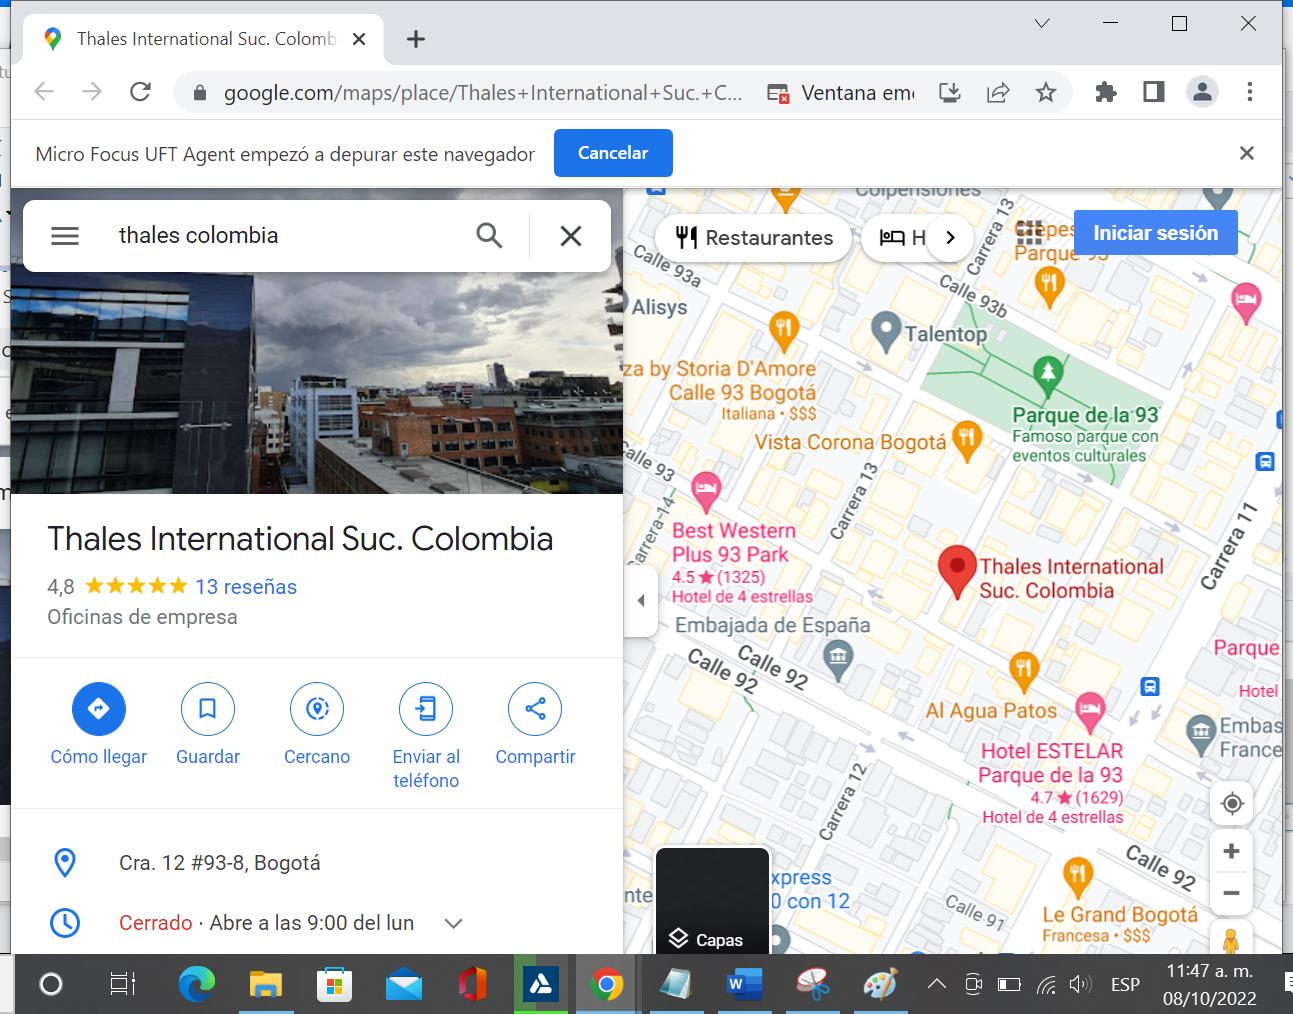 Thales International Suc. Colomb
google.com/maps/place/Thales+International+Suc.+C...
Ventana eme
Micro Focus UFT Agent empezó a depurar este navegador
Cancelar
thales colombia
Thales International Suc. Colombia
4,8
13 reseñas
Oficinas de empresa
Cómo llegar
Guardar
Cercano
Enviar al
teléfono
Compartir
Cra. 12 #93-8, Bogotá
Cerrado · Abre a las 9:00 del lun
Colpensiones
Restaurantes
H
Iniciar sesión
Parque 93
Carrera 13
Calle 93a
Calle 93b
Alisys
Talentop
za by Storia D'Amore
Calle 93 Bogotá
Italiana • $$$
Parque de la 93
Famoso parque con
eventos culturales
Vista Corona Bogotá
Calle 93
Carrera 13
Carrera 14
Carrera 11
Best Western
Plus 93 Park
4.5 ★ (1325)
Hotel de 4 estrellas
Thales International
Suc. Colombia
Embajada de España
Calle 92
Calle 92
Parque
Hotel
Al Agua Patos
Embas
France
Hotel ESTELAR
Parque de la 93
4.7 ★ (1629)
Hotel de 4 estrellas
Carrera 12
Calle 92
xpress
0 con 12
nte
Calle 91
Le Grand Bogotá
Francesa • $$$
Capas
ESP
11:47 a. m.
08/10/2022